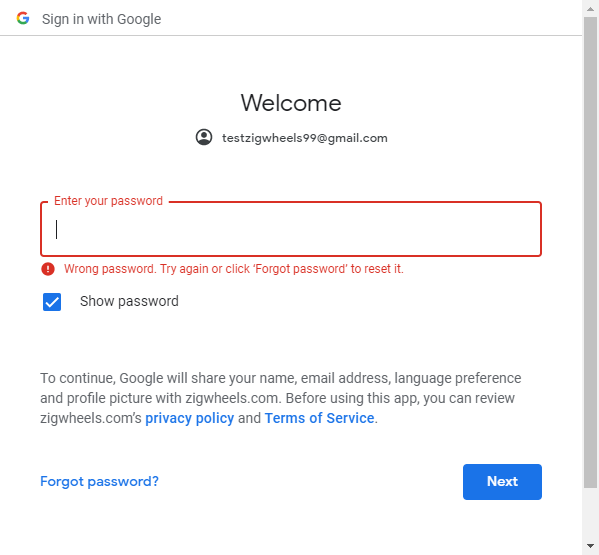 Sign in with Google
Welcome
testzigwheels99@gmail.com
Enter your password
Wrong password. Try again or click ‘Forgot password’ to reset it.
Show password
To continue, Google will share your name, email address, language preference
and profile picture with zigwheels.com. Before using this app, you can review
zigwheels.com’s privacy policy and Terms of Service.
Forgot password?
Next